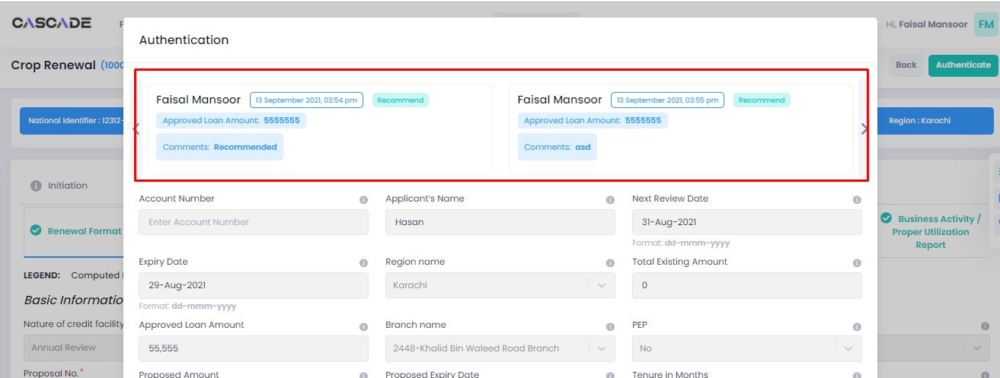 CASCADE
Hi, Faisal Mansoor FM
Authentication
Crop Renewal (1000
Back Authenticate
Faisal Mansoor 13 September 2021, 03:54 pm Recommend
Approved Loan Amount: 5555555
Comments: Recommended
Faisal Mansoor 13 September 2021, 03:55 pm Recommend
Approved Loan Amount: 5555555
Comments: asd
National Identifier : 12312-
Region : Karachi
Initiation
Renewal Format
Business Activity /
Proper Utilization
Report
LEGEND: Computed
Basic Informatio
Nature of credit facility
Annual Review
Proposal No.*
Account Number Applicant's Name Next Review Date
Enter Account Number Hasan 31-Aug-2021
Format: dd-mmm-yyyy
Expiry Date Region name Total Existing Amount
29-Aug-2021 Karachi 0
Format: dd-mmm-yyyy
Approved Loan Amount Branch name PEP
55,555 2448-Khalid Bin Waleed Road Branch No
Proposed Amount Proposed Expiry Date Tenure in Months